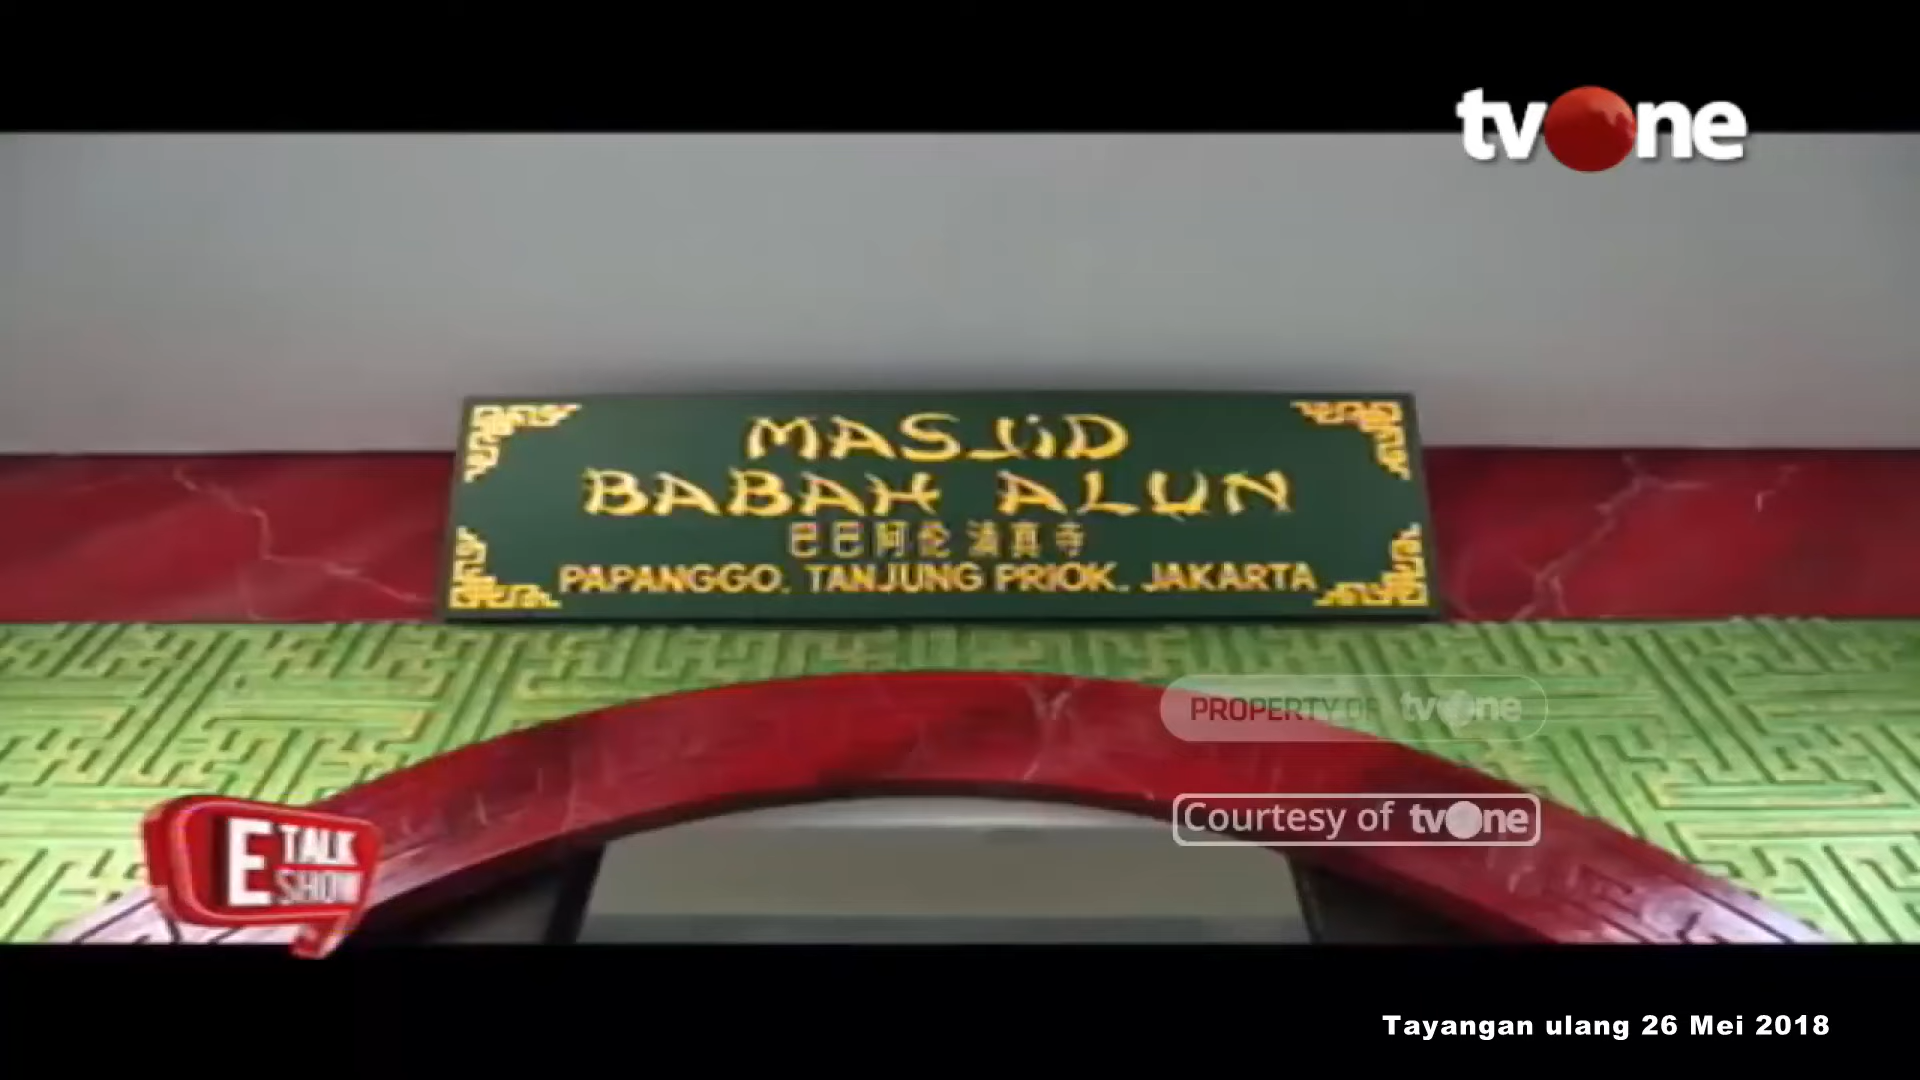 tvOne
MASJID
BABAH ALUN
巴巴阿伦 清真寺
PAPANGGO. TANJUNG PRIOK. JAKARTA
PROPERTY OF tvOne
Courtesy of tvOne
E TALK
SHOW
Tayangan ulang 26 Mei 2018